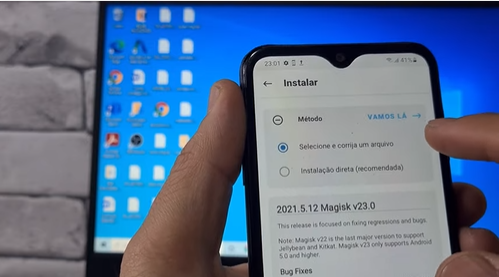 23:01
41%
Instalar
Método
VAMOS LÁ →
Selecione e corrija um arquivo
Instalação direta (recomendada)
2021.5.12 Magisk v23.0
This release is focused on fixing regressions and bugs.
Note: Magisk v22 is the last major version to support
Jellybean and Kitkat. Magisk v23 only supports Android
5.0 and higher.
Bug Fixes